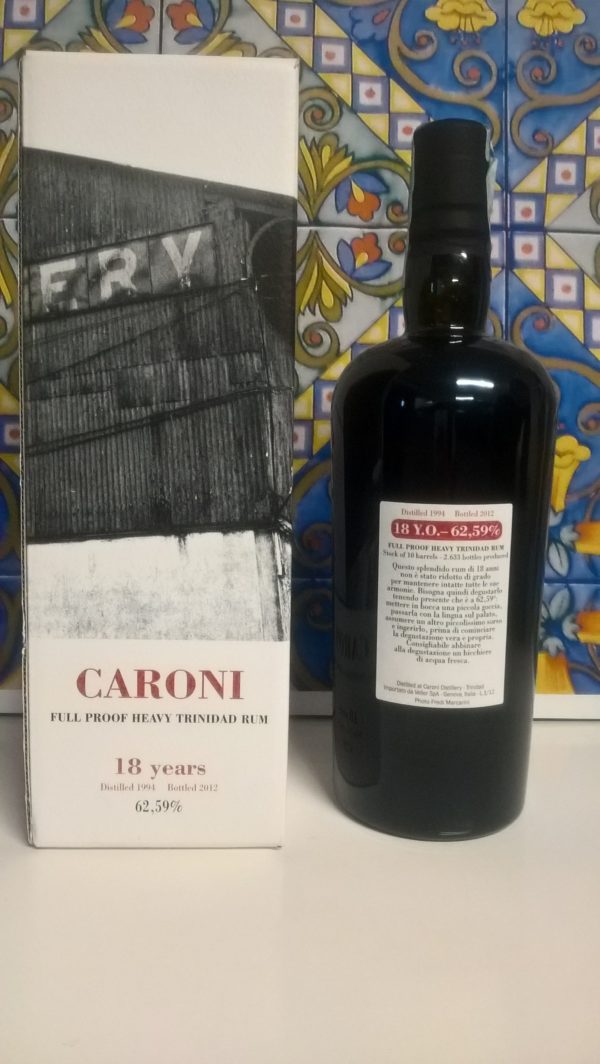 ERY
CARONI
FULL PROOF HEAVY TRINIDAD RUM
18 years
Distilled 1994 Bottled 2012
62,59%
Distilled 1994 Bottled 2012
18 Y.O.– 62,59%
FULL PROOF HEAVY TRINIDAD RUM
Stock of 10 barrels - 2.633 bottles produced
Questo splendido rum di 18 anni
non è stato ridotto di grado
per mantenere intatte tutte le sue
armonie. Bisogna quindi degustarlo
tenendo presente che è a 62,59°:
mettere in bocca una piccola goccia,
passarla con la lingua sul palato,
assumere un altro piccolissimo sorso
e ingerirlo, prima di cominciare
la degustazione vera e propria.
Consigliabile abbinare
alla degustazione un bicchiere
di acqua fresca.
Distilled at Caroni Distillery - Trinidad
Importato da Velier SpA - Genova, Italia - L.1/12
Photo Fredi Marcarini